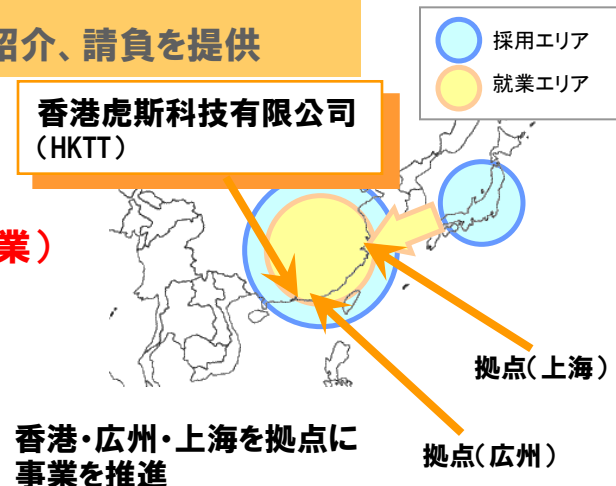 紹介、請負を提供
採用エリア
就業エリア
香港虎斯科技有限公司
（HKTT）
業）
拠点(上海)
拠点(広州)
香港・広州・上海を拠点に
事業を推進